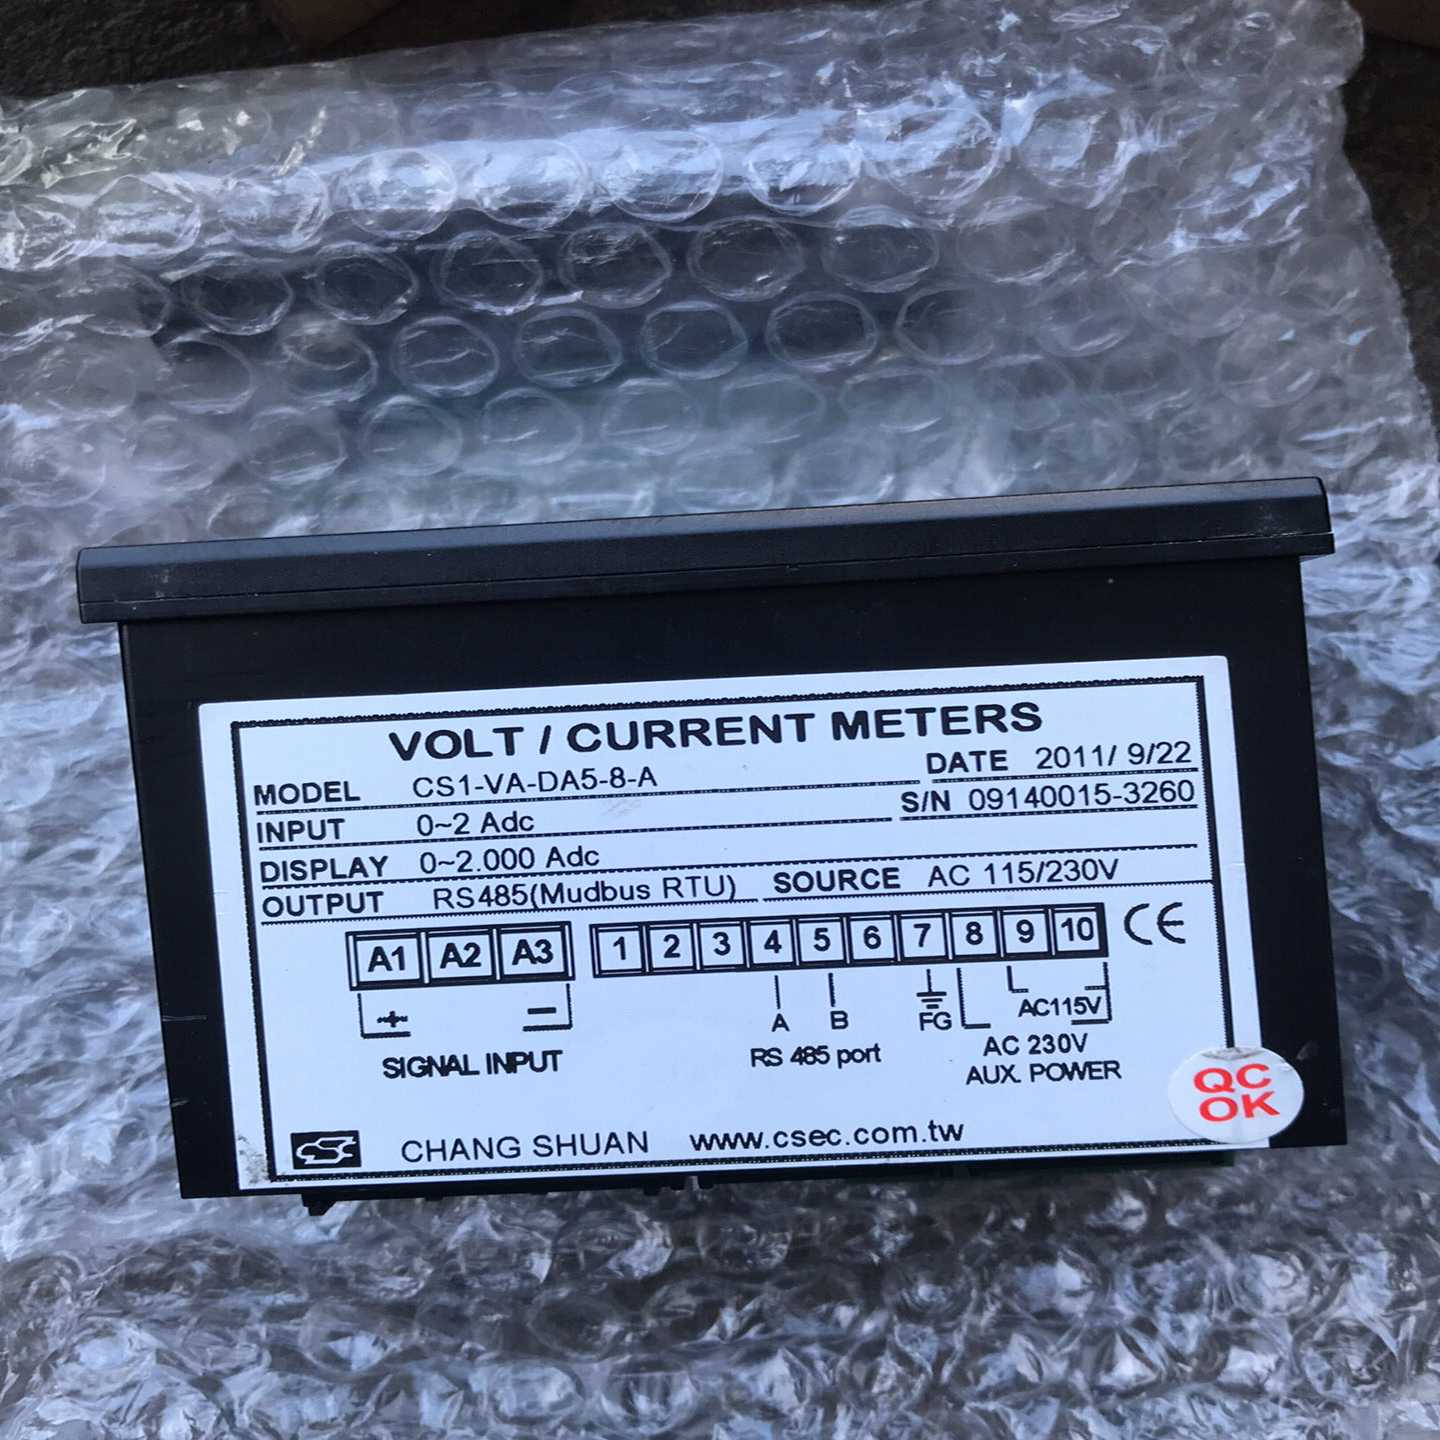 VOLT / CURRENT METERS
MODEL CS1-VA-DA5-8-A DATE 2011/ 9/22
INPUT 0~2 Adc S/N 09140015-3260
DISPLAY 0~2.000 Adc
OUTPUT RS485(Mudbus RTU) SOURCE AC 115/230V
A1 A2 A3 1 2 3 4 5 6 7 8 9 10 CE
+ − A B FG AC115V
SIGNAL INPUT RS 485 port AC 230V
AUX. POWER
QC
OK
CHANG SHUAN www.csec.com.tw